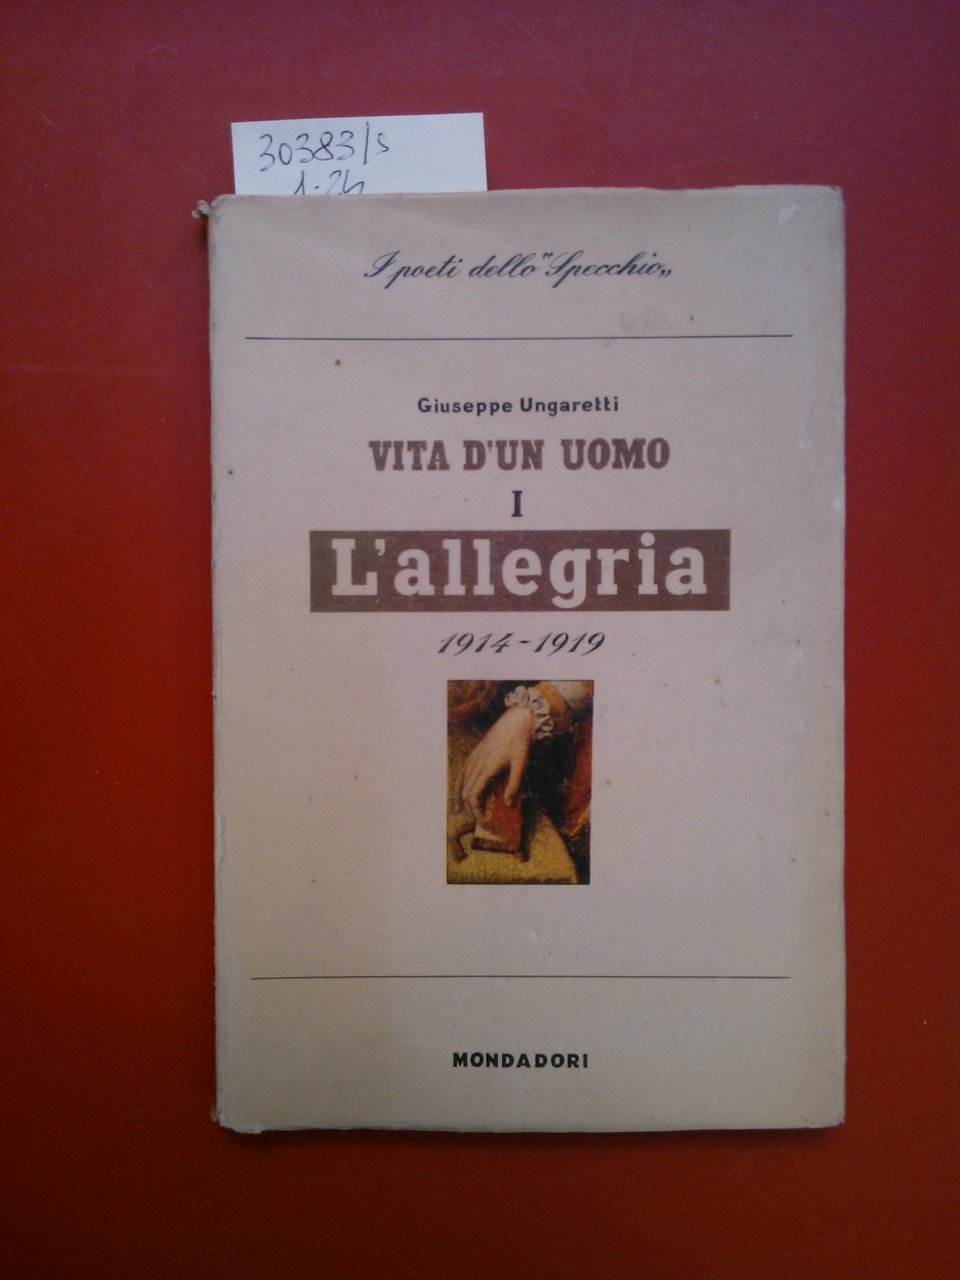 30383/s
I poeti dello "Specchio„
Giuseppe Ungaretti
VITA D'UN UOMO
I
L'allegria
1914-1919
MONDADORI